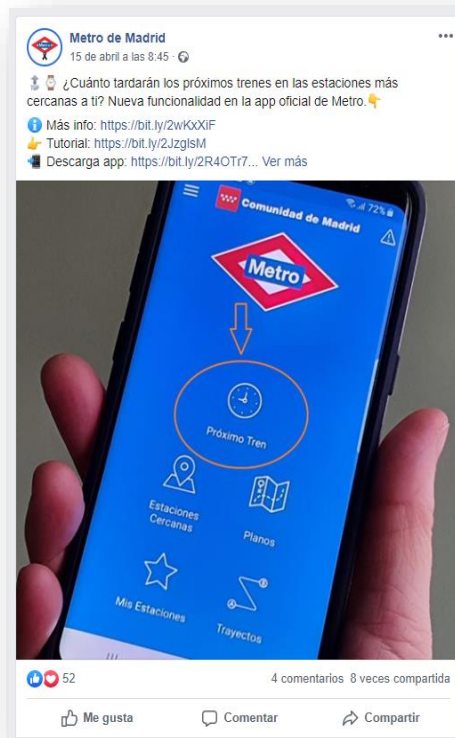 Metro de Madrid
15 de abril a las 8:45
¿Cuánto tardarán los próximos trenes en las estaciones más
cercanas a ti? Nueva funcionalidad en la app oficial de Metro.👇
Más info: https://bit.ly/2wKxXiF
👉 Tutorial: https://bit.ly/2JzgIsM
📲 Descarga app: https://bit.ly/2R4OTr7... Ver más
72%
Comunidad de Madrid
Metro
Próximo Tren
Estaciones
Cercanas
Planos
Mis Estaciones
Trayectos
52
4 comentarios 8 veces compartida
Me gusta
Comentar
Compartir